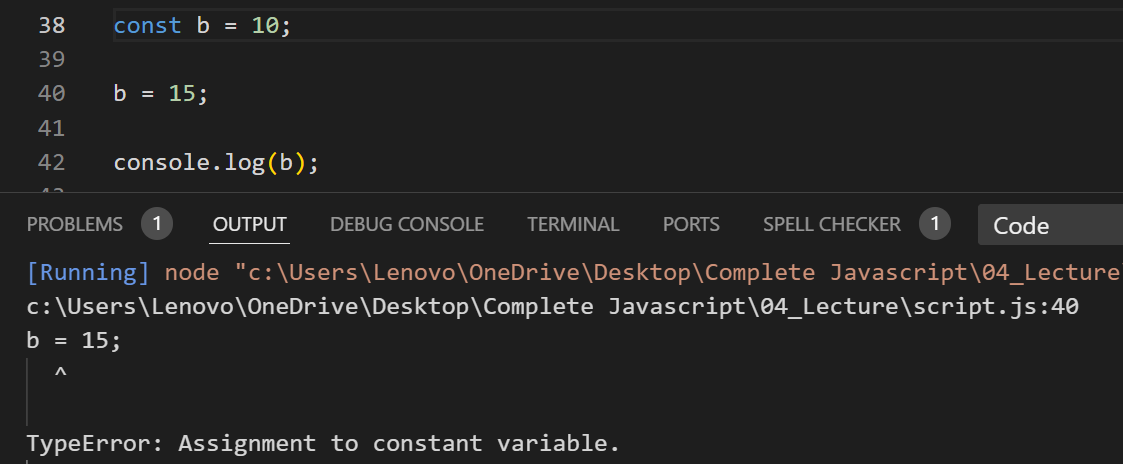 38 const b = 10;
39
40 b = 15;
41
42 console.log(b);
PROBLEMS 1 OUTPUT DEBUG CONSOLE TERMINAL PORTS SPELL CHECKER 1 Code
[Running] node "c:\Users\Lenovo\OneDrive\Desktop\Complete Javascript\04_Lecture
c:\Users\Lenovo\OneDrive\Desktop\Complete Javascript\04_Lecture\script.js:40
b = 15;
^
TypeError: Assignment to constant variable.